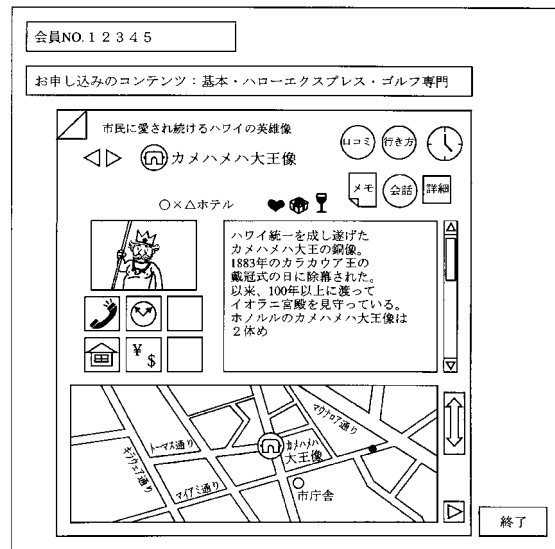 会員NO.12345
お申し込みのコンテンツ：基本・ハローエクスプレス・ゴルフ専門
市民に愛され続けるハワイの英雄像
カメハメハ大王像
口コミ
行き方
○×△ホテル
メモ
会話
詳細
ハワイ統一を成し遂げた
カメハメハ大王の銅像。
1883年のカラカウア王の
戴冠式の日に除幕された。
以来、100年以上に渡って
イオラニ宮殿を見守っている。
ホノルルのカメハメハ大王像は
2体め
¥
$
マウナロア通り
トーマス通り
カメハメハ
大王像
キラウェア通り
マイアミ通り
市庁舎
終了